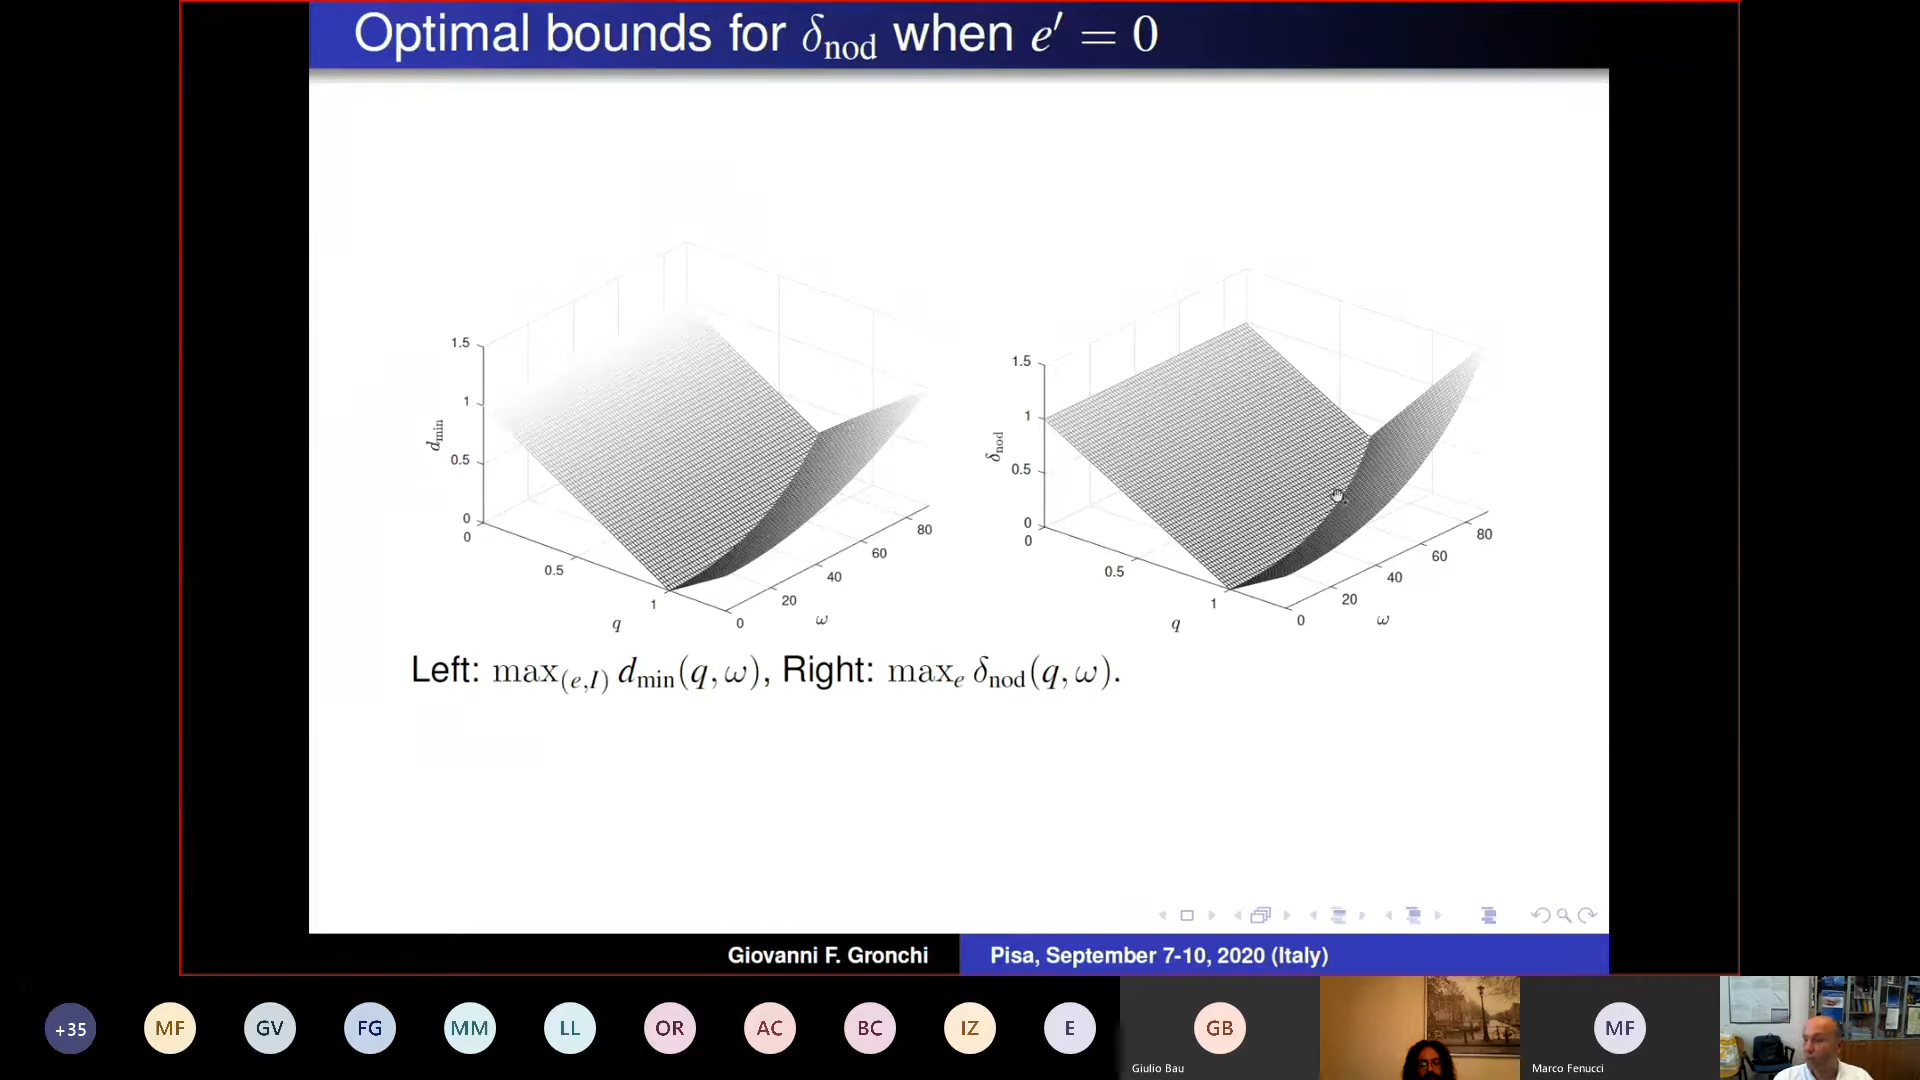 Optimal bounds for δnod when e′ = 0
1.5
1
0.5
0
0
0.5
1
0
20
40
60
80
dmin
q
ω
1.5
1
0.5
0
0
0.5
1
0
20
40
60
80
δnod
q
ω
Left: max(e,I) dmin(q, ω), Right: maxe δnod(q, ω).
Giovanni F. Gronchi
Pisa, September 7-10, 2020 (Italy)
+35
MF
GV
FG
MM
LL
OR
AC
BC
IZ
E
GB
MF
Giulio Bau
Marco Fenucci